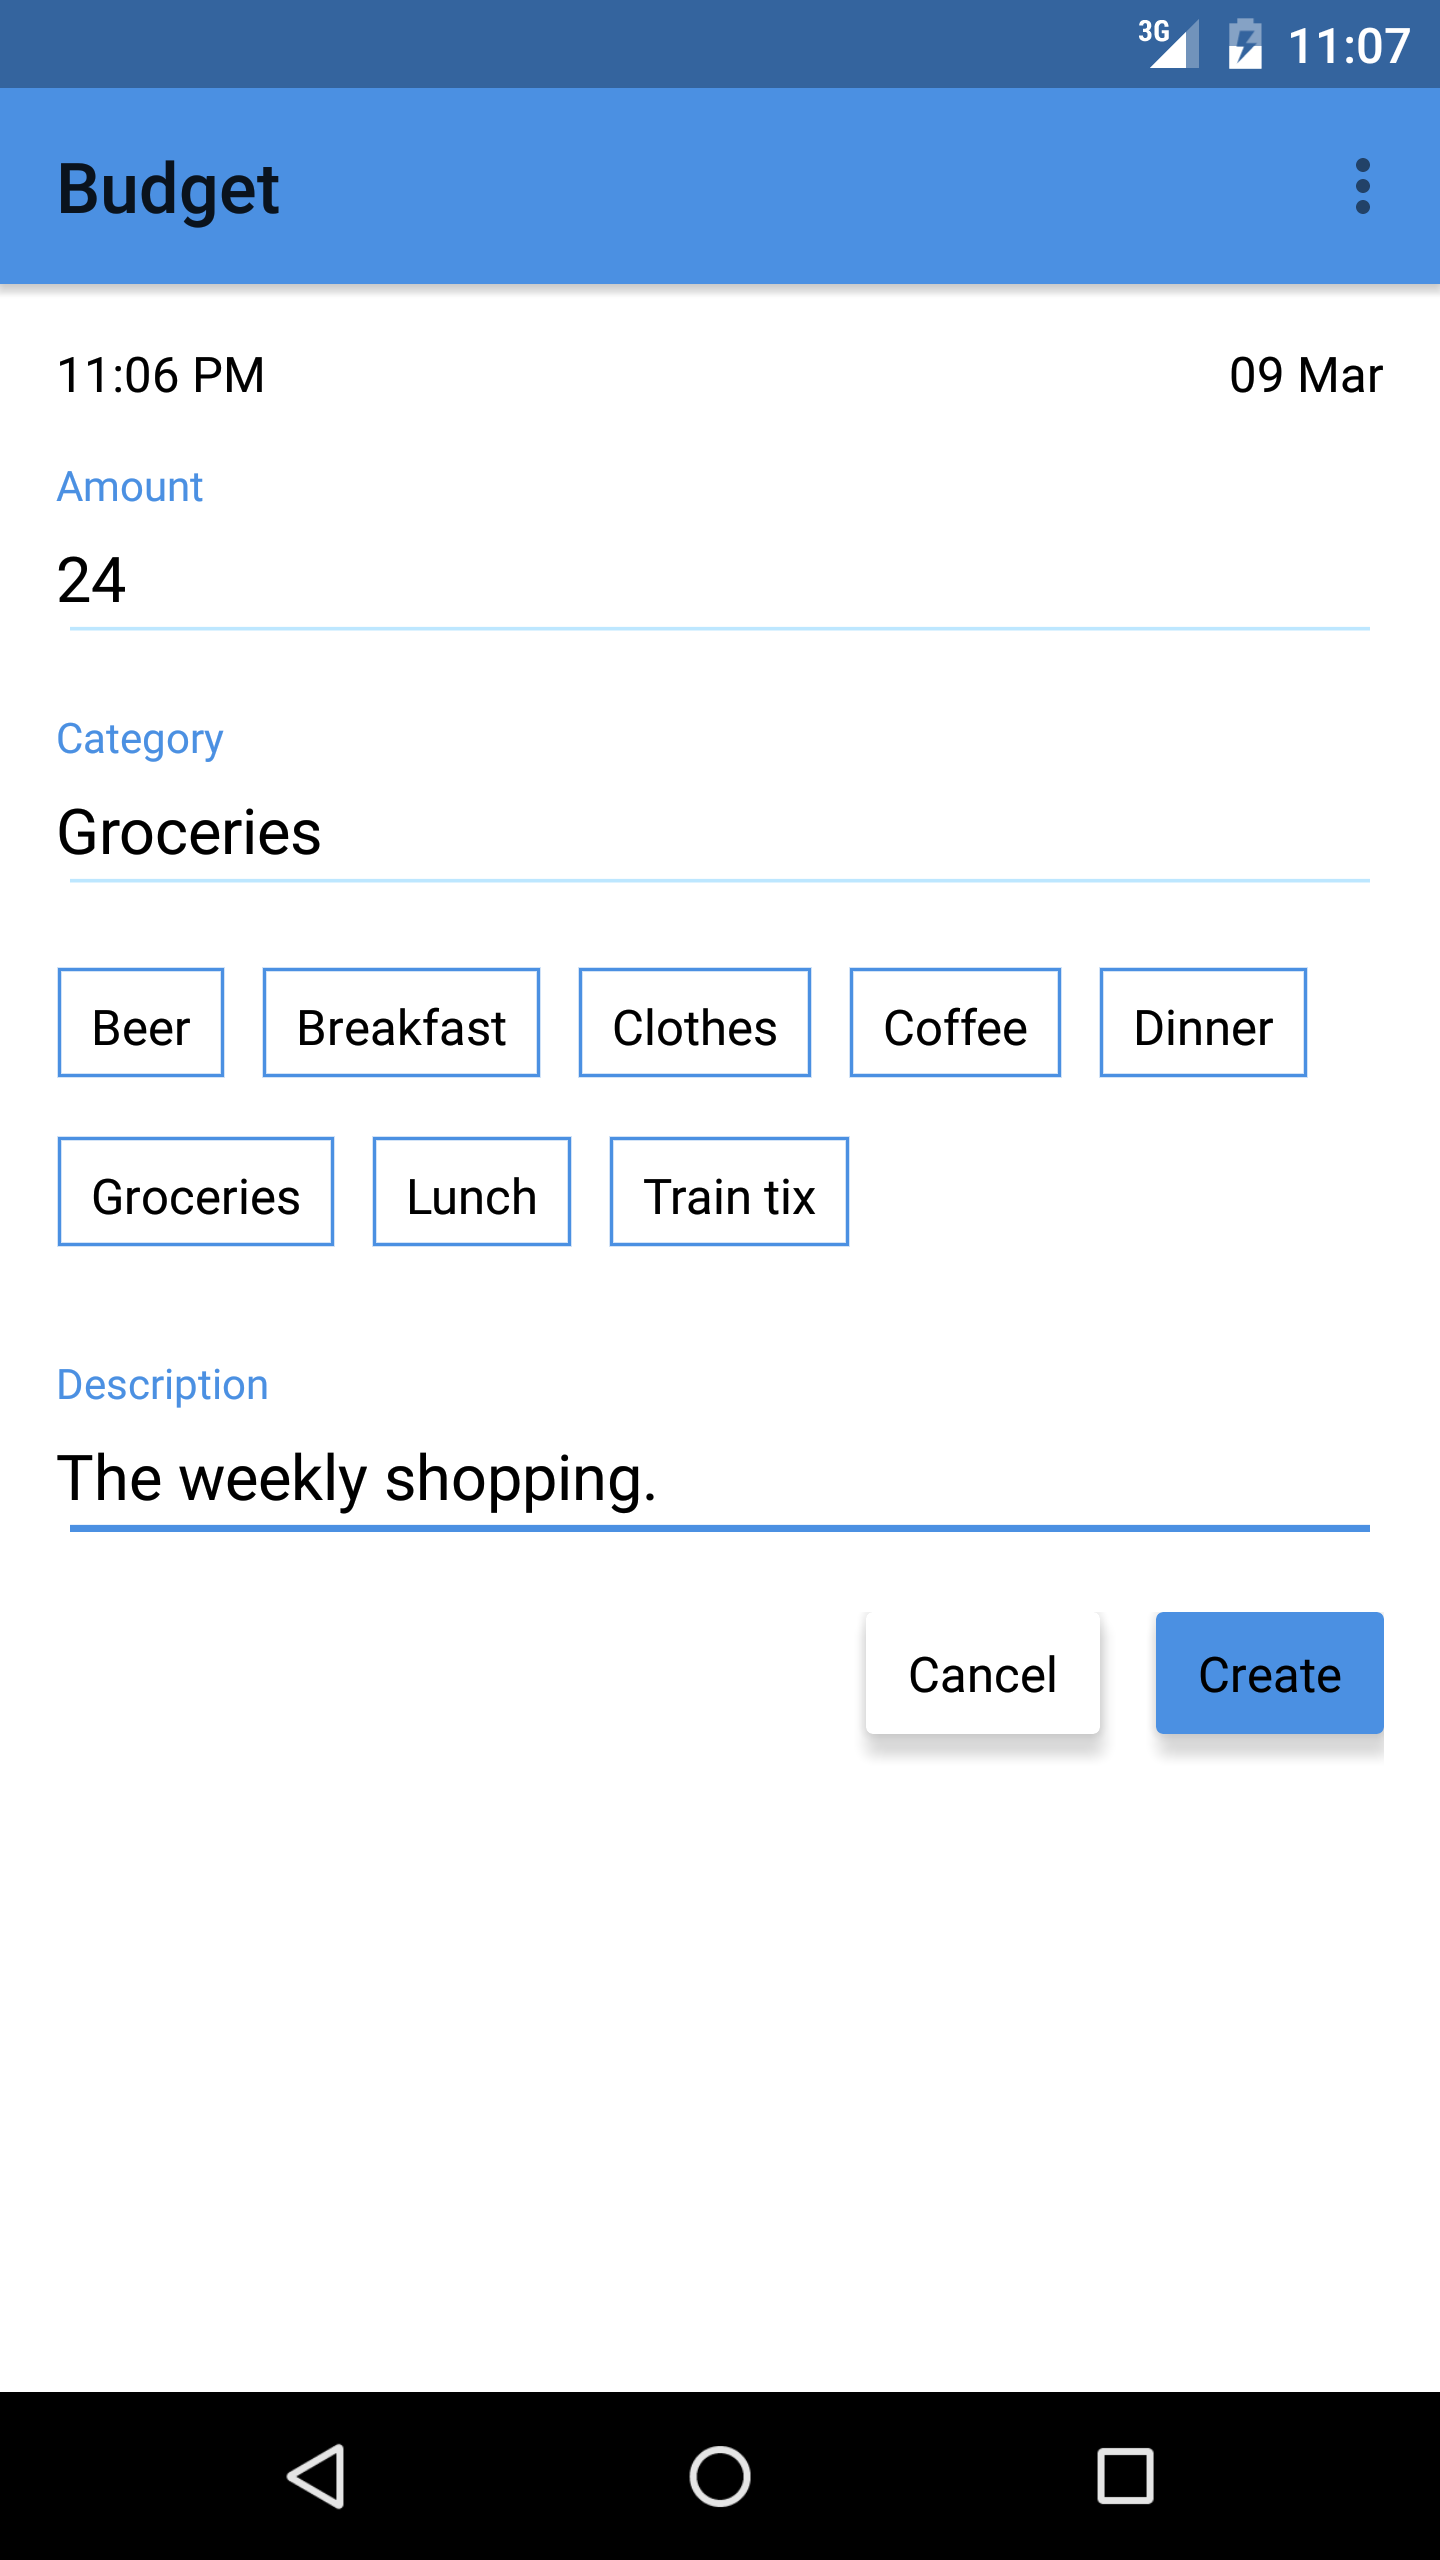 3G 11:07
Budget
11:06 PM 09 Mar
Amount
24
Category
Groceries
Beer Breakfast Clothes Coffee Dinner
Groceries Lunch Train tix
Description
The weekly shopping.
Cancel Create